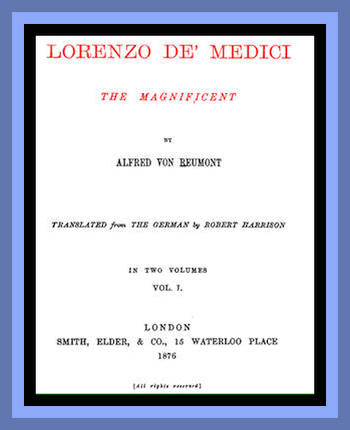 LORENZO DE' MEDICI
THE MAGNIFICENT
BY
ALFRED VON REUMONT
TRANSLATED from THE GERMAN by ROBERT HARRISON
IN TWO VOLUMES
VOL. I.
LONDON
SMITH, ELDER, & CO., 15 WATERLOO PLACE
1876
[All rights reserved]